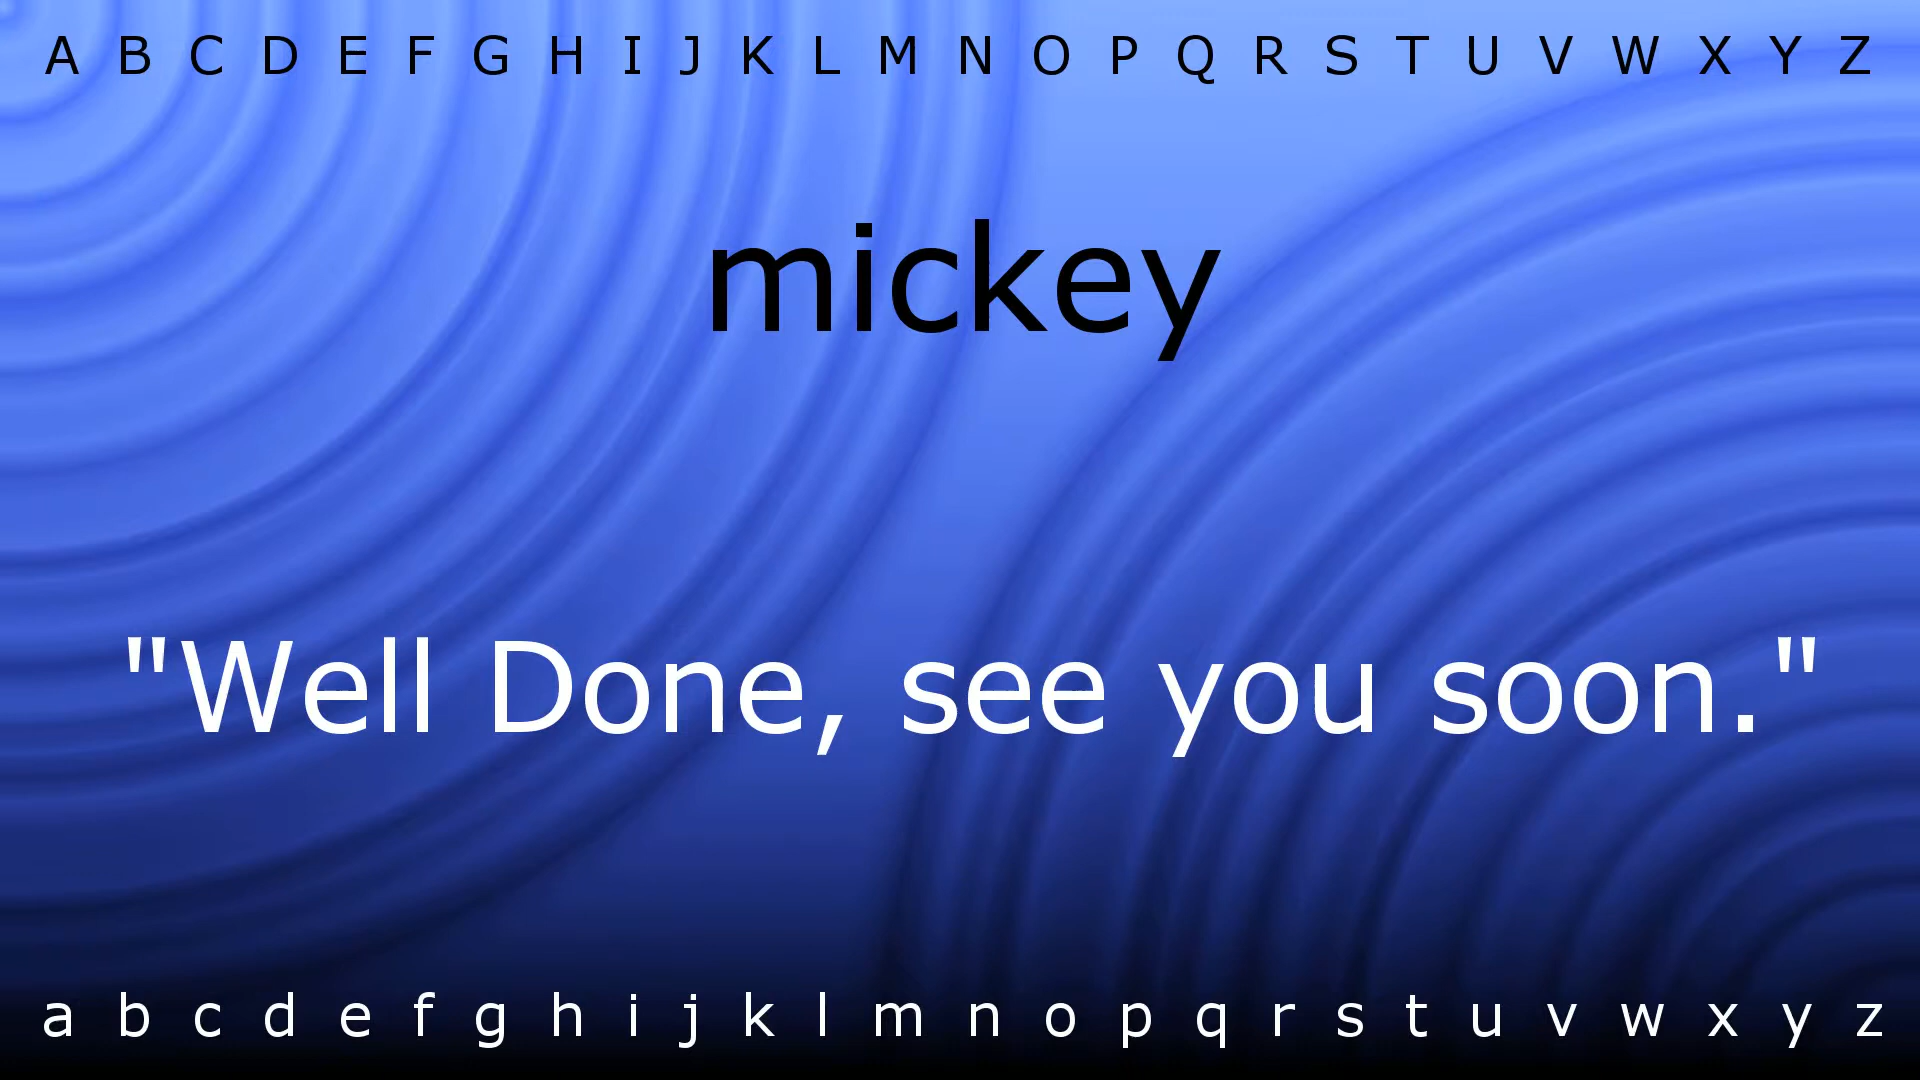 A B C D E F G H I J K L M N O P Q R S T U V W X Y Z
mickey
"Well Done, see you soon."
a b c d e f g h i j k l m n o p q r s t u v w x y z